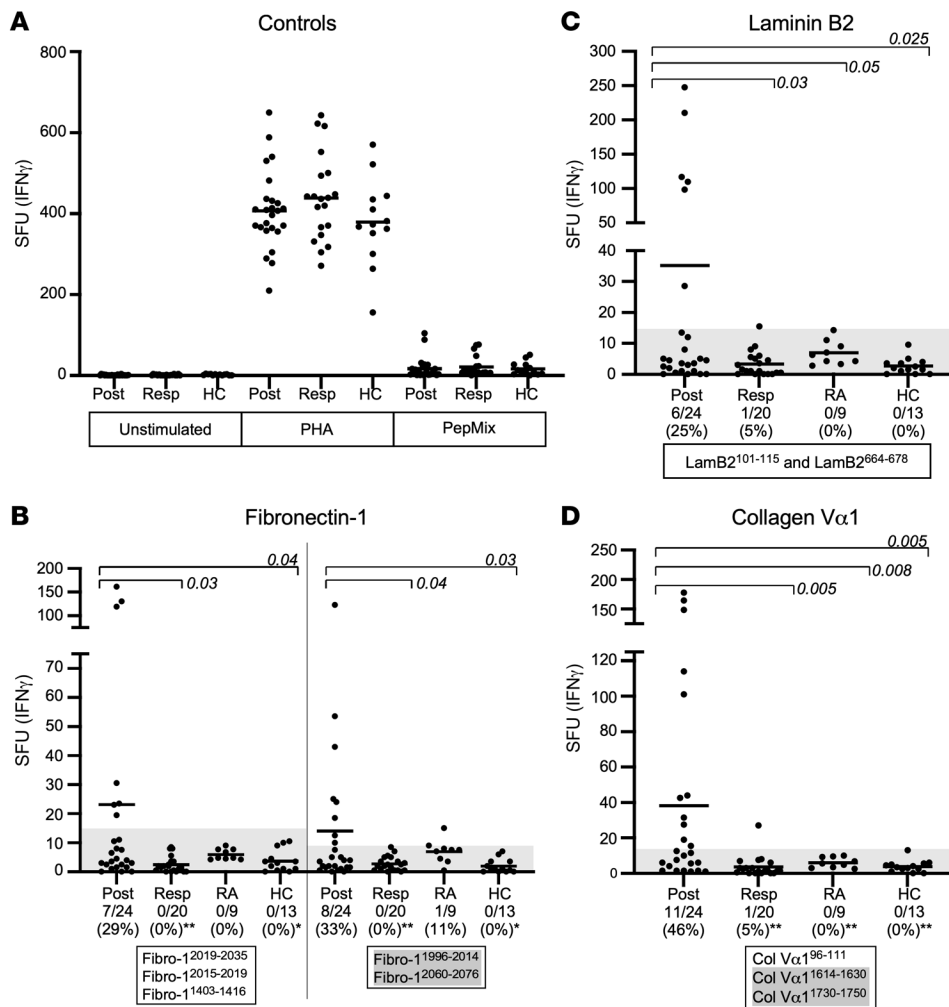 A
Controls
SFU (IFNγ)
800
600
400
200
0
Post Resp HC Post Resp HC Post Resp HC
Unstimulated PHA PepMix
C
Laminin B2
SFU (IFNγ)
0.025
0.05
0.03
300
250
200
150
100
50
40
30
20
10
0
Post Resp RA HC
6/24 1/20 0/9 0/13
(25%) (5%) (0%) (0%)
LamB2¹⁰¹⁻¹¹⁵ and LamB2⁶⁶⁴⁻⁶⁷⁸
B
Fibronectin-1
SFU (IFNγ)
0.04
0.03
0.03
0.04
200
150
100
70
60
50
40
30
20
10
0
Post Resp RA HC Post Resp RA HC
7/24 0/20 0/9 0/13 8/24 0/20 1/9 0/13
(29%) (0%)** (0%) (0%)* (33%) (0%)** (11%) (0%)*
Fibro-1²⁰¹⁹⁻²⁰³⁵
Fibro-1²⁰¹⁵⁻²⁰¹⁹
Fibro-1¹⁴⁰³⁻¹⁴¹⁶
Fibro-1¹⁹⁹⁶⁻²⁰¹⁴
Fibro-1²⁰⁶⁰⁻²⁰⁷⁶
D
Collagen Vα1
SFU (IFNγ)
0.005
0.008
0.005
250
200
150
120
100
80
60
40
20
0
Post Resp RA HC
11/24 1/20 0/9 0/13
(46%) (5%)** (0%)** (0%)**
Col Vα1⁹⁶⁻¹¹¹
Col Vα1¹⁶¹⁴⁻¹⁶³⁰
Col Vα1¹⁷³⁰⁻¹⁷⁵⁰